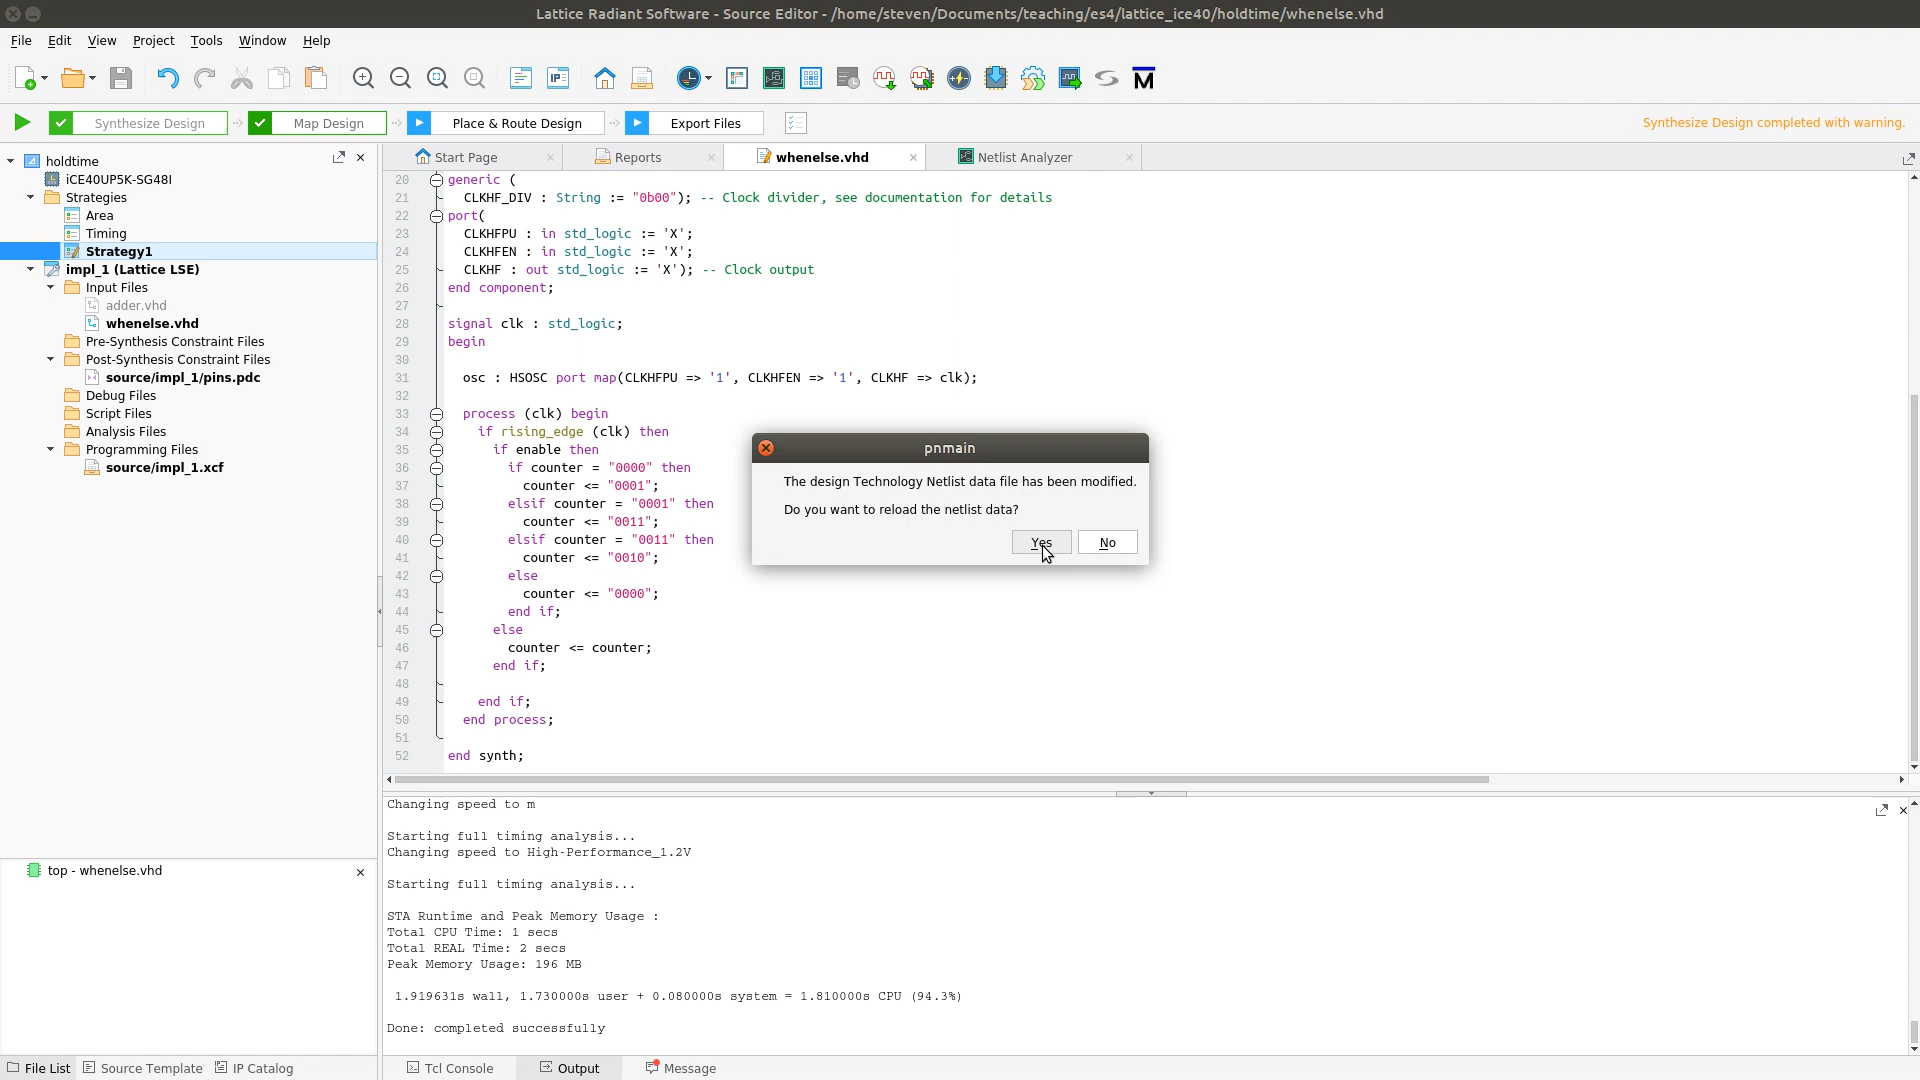 Lattice Radiant Software - Source Editor - /home/steven/Documents/teaching/es4/lattice_ice40/holdtime/whenelse.vhd
File Edit View Project Tools Window Help
Synthesize Design Map Design Place & Route Design Export Files Synthesize Design completed with warning.
holdtime
iCE40UP5K-SG48I
Strategies
Area
Timing
Strategy1
impl_1 (Lattice LSE)
Input Files
adder.vhd
whenelse.vhd
Pre-Synthesis Constraint Files
Post-Synthesis Constraint Files
source/impl_1/pins.pdc
Debug Files
Script Files
Analysis Files
Programming Files
source/impl_1.xcf
top - whenelse.vhd
File List Source Template IP Catalog
Start Page Reports whenelse.vhd Netlist Analyzer
20 generic (
21 CLKHF_DIV : String := "0b00"); -- Clock divider, see documentation for details
22 port(
23 CLKHFPU : in std_logic := 'X';
24 CLKHFEN : in std_logic := 'X';
25 CLKHF : out std_logic := 'X'); -- Clock output
26 end component;
27
28 signal clk : std_logic;
29 begin
30
31 osc : HSOSC port map(CLKHFPU => '1', CLKHFEN => '1', CLKHF => clk);
32
33 process (clk) begin
34 if rising_edge (clk) then
35 if enable then
36 if counter = "0000" then
37 counter <= "0001";
38 elsif counter = "0001" then
39 counter <= "0011";
40 elsif counter = "0011" then
41 counter <= "0010";
42 else
43 counter <= "0000";
44 end if;
45 else
46 counter <= counter;
47 end if;
48
49 end if;
50 end process;
51
52 end synth;
pnmain
The design Technology Netlist data file has been modified.
Do you want to reload the netlist data?
Yes No
Changing speed to m
Starting full timing analysis...
Changing speed to High-Performance_1.2V
Starting full timing analysis...
STA Runtime and Peak Memory Usage :
Total CPU Time: 1 secs
Total REAL Time: 2 secs
Peak Memory Usage: 196 MB
1.919631s wall, 1.730000s user + 0.080000s system = 1.810000s CPU (94.3%)
Done: completed successfully
Tcl Console Output Message